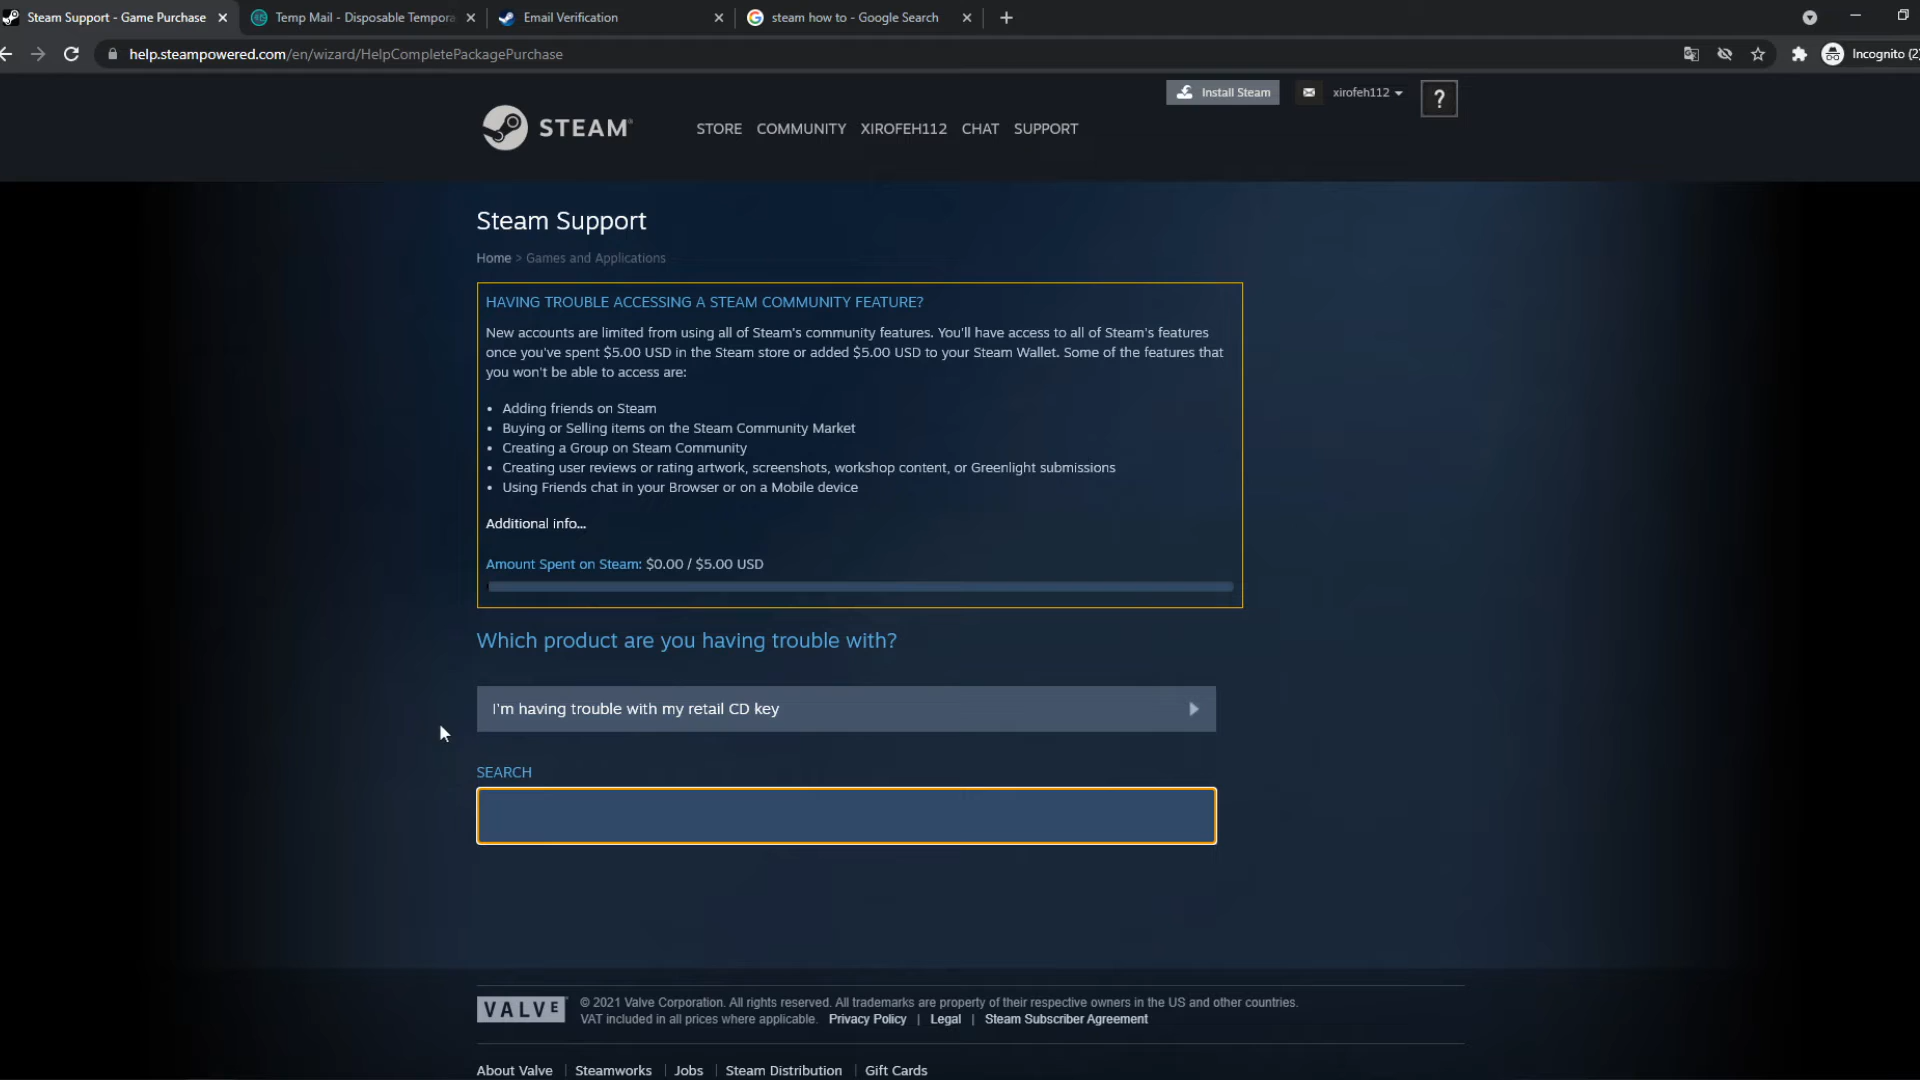 Steam Support - Game Purchase
Temp Mail - Disposable Tempora
Email Verification
steam how to - Google Search
help.steampowered.com/en/wizard/HelpCompletePackagePurchase
Incognito (2
Install Steam
xirofeh112
?
STEAM
STORE COMMUNITY XIROFEH112 CHAT SUPPORT
Steam Support
Home > Games and Applications
HAVING TROUBLE ACCESSING A STEAM COMMUNITY FEATURE?
New accounts are limited from using all of Steam's community features. You'll have access to all of Steam's features
once you've spent $5.00 USD in the Steam store or added $5.00 USD to your Steam Wallet. Some of the features that
you won't be able to access are:
• Adding friends on Steam
• Buying or Selling items on the Steam Community Market
• Creating a Group on Steam Community
• Creating user reviews or rating artwork, screenshots, workshop content, or Greenlight submissions
• Using Friends chat in your Browser or on a Mobile device
Additional info...
Amount Spent on Steam: $0.00 / $5.00 USD
Which product are you having trouble with?
I'm having trouble with my retail CD key
SEARCH
VALVE
© 2021 Valve Corporation. All rights reserved. All trademarks are property of their respective owners in the US and other countries.
VAT included in all prices where applicable. Privacy Policy | Legal | Steam Subscriber Agreement
About Valve | Steamworks | Jobs | Steam Distribution | Gift Cards